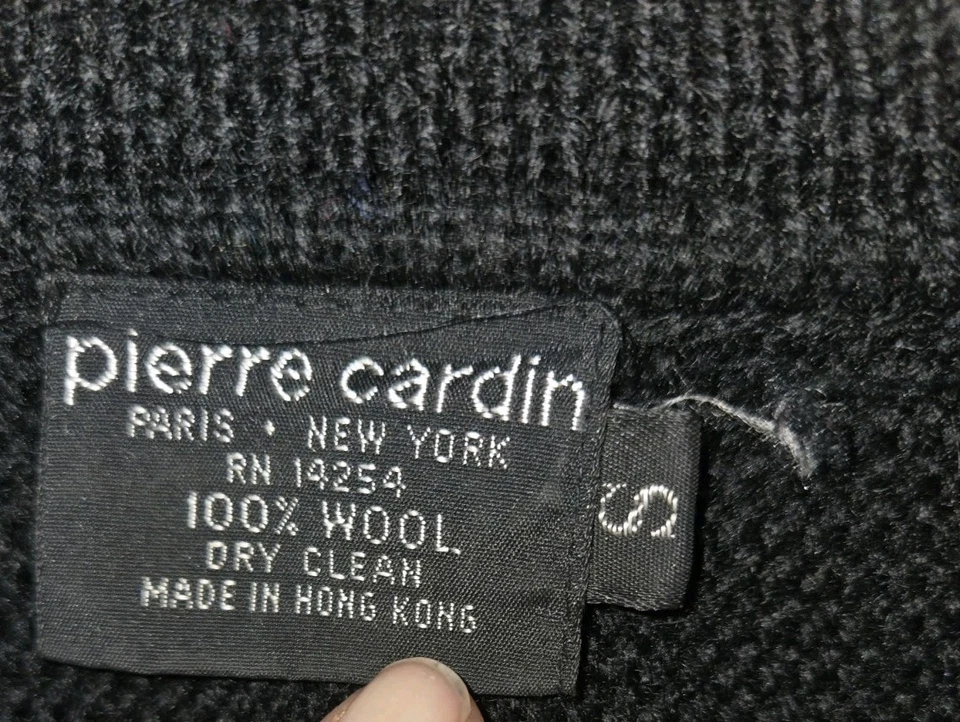 pierre cardin
PARIS • NEW YORK
RN 14254
100% WOOL
DRY CLEAN
MADE IN HONG KONG
S